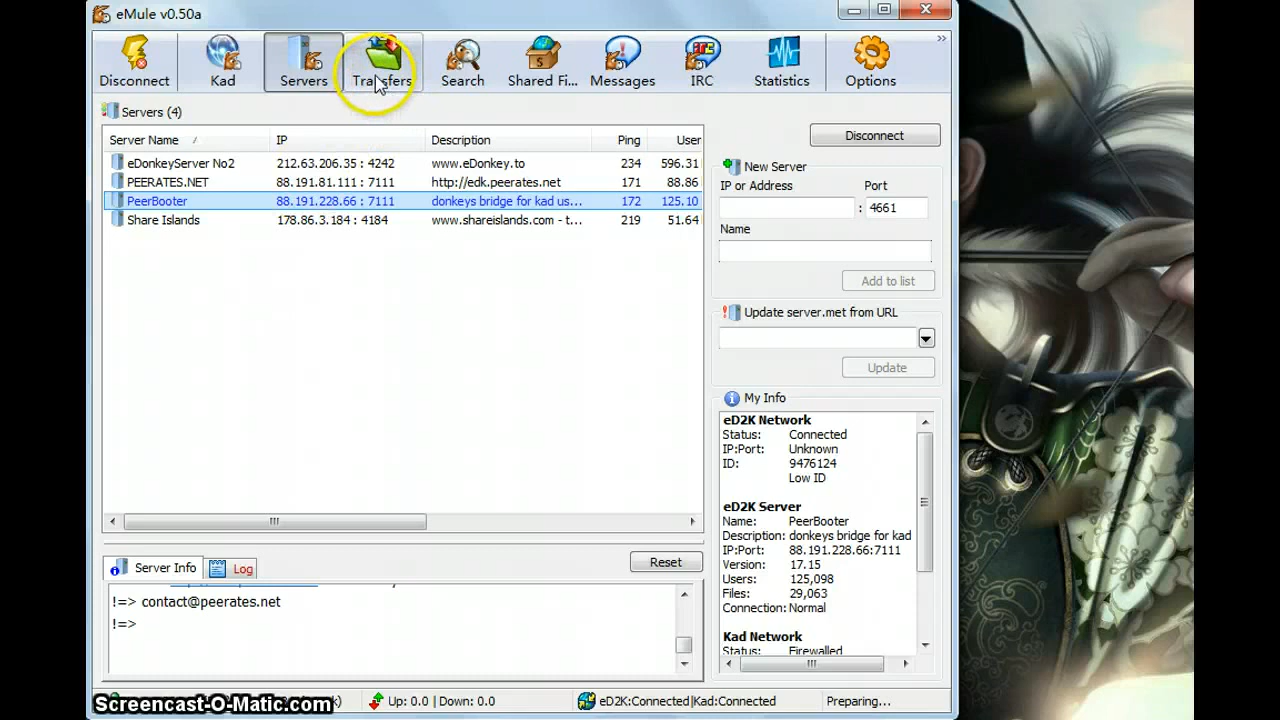 eMule v0.50a
Disconnect
Kad
Servers
Transfers
Search
Shared Fi...
Messages
IRC
Statistics
Options
Servers (4)
Server Name IP Description Ping User
eDonkeyServer No2 212.63.206.35 : 4242 www.eDonkey.to 234 596.31
PEERATES.NET 88.191.81.111 : 7111 http://edk.peerates.net 171 88.86
PeerBooter 88.191.228.66 : 7111 donkeys bridge for kad us... 172 125.10
Share Islands 178.86.3.184 : 4184 www.shareislands.com - t... 219 51.64
Disconnect
New Server
IP or Address Port
: 4661
Name
Add to list
Update server.met from URL
Update
My Info
eD2K Network
Status: Connected
IP:Port: Unknown
ID: 9476124
Low ID
eD2K Server
Name: PeerBooter
Description: donkeys bridge for kad
IP:Port: 88.191.228.66:7111
Version: 17.15
Users: 125,098
Files: 29,063
Connection: Normal
Kad Network
Status: Firewalled
Server Info
Log
Reset
!=> contact@peerates.net
!=>
Up: 0.0 | Down: 0.0
eD2K:Connected|Kad:Connected
Preparing...
Screencast-O-Matic.com